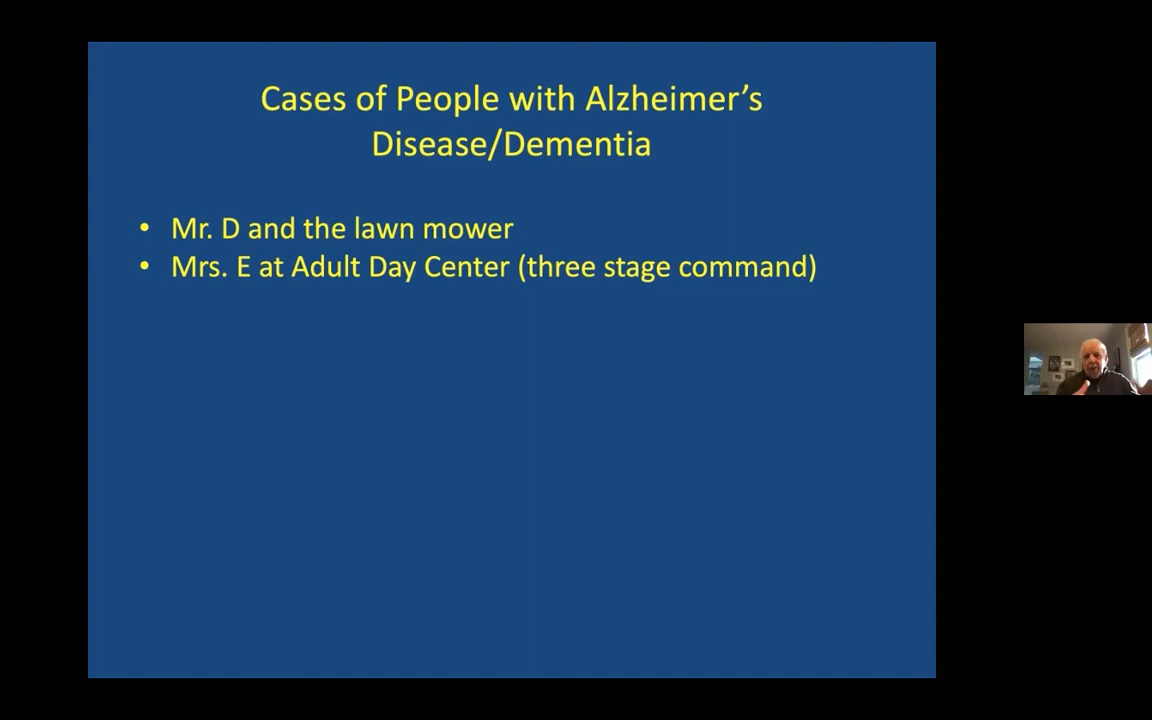 Cases of People with Alzheimer’s
Disease/Dementia
• Mr. D and the lawn mower
• Mrs. E at Adult Day Center (three stage command)